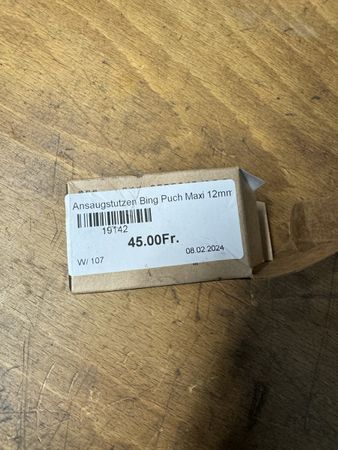 Ansaugstutzen Bing Puch Maxi 12mm
19142
45.00Fr.
W/ 107
08.02.2024